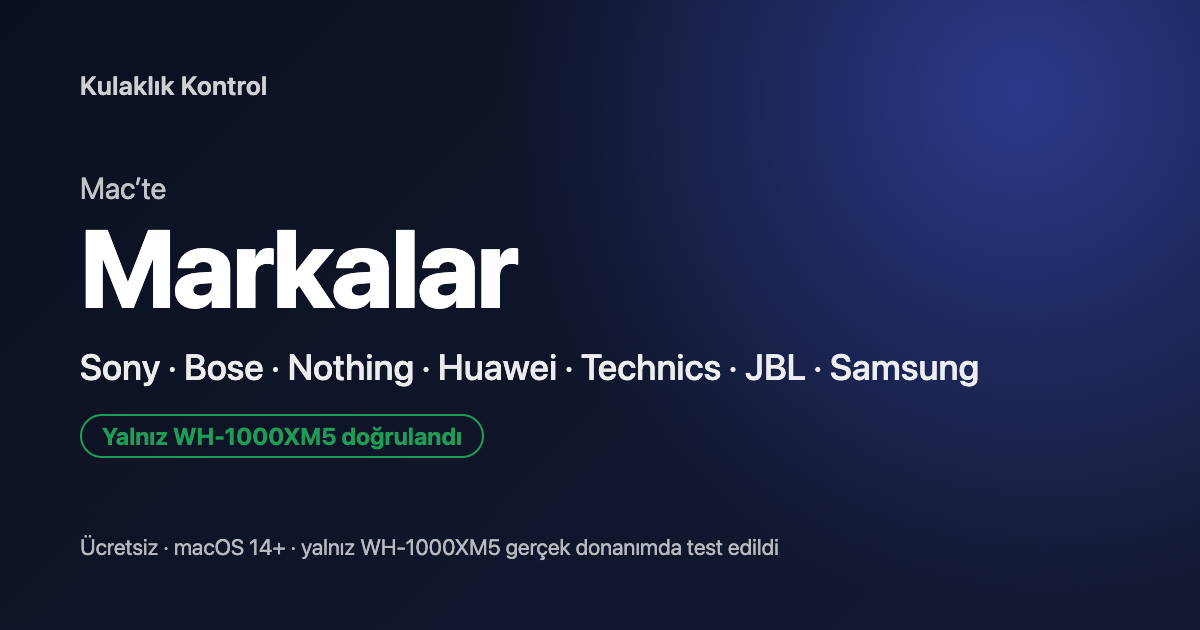 Kulaklık Kontrol
Mac’te
Markalar
Sony · Bose · Nothing · Huawei · Technics · JBL · Samsung
Yalnız WH-1000XM5 doğrulandı
Ücretsiz · macOS 14+ · yalnız WH-1000XM5 gerçek donanımda test edildi